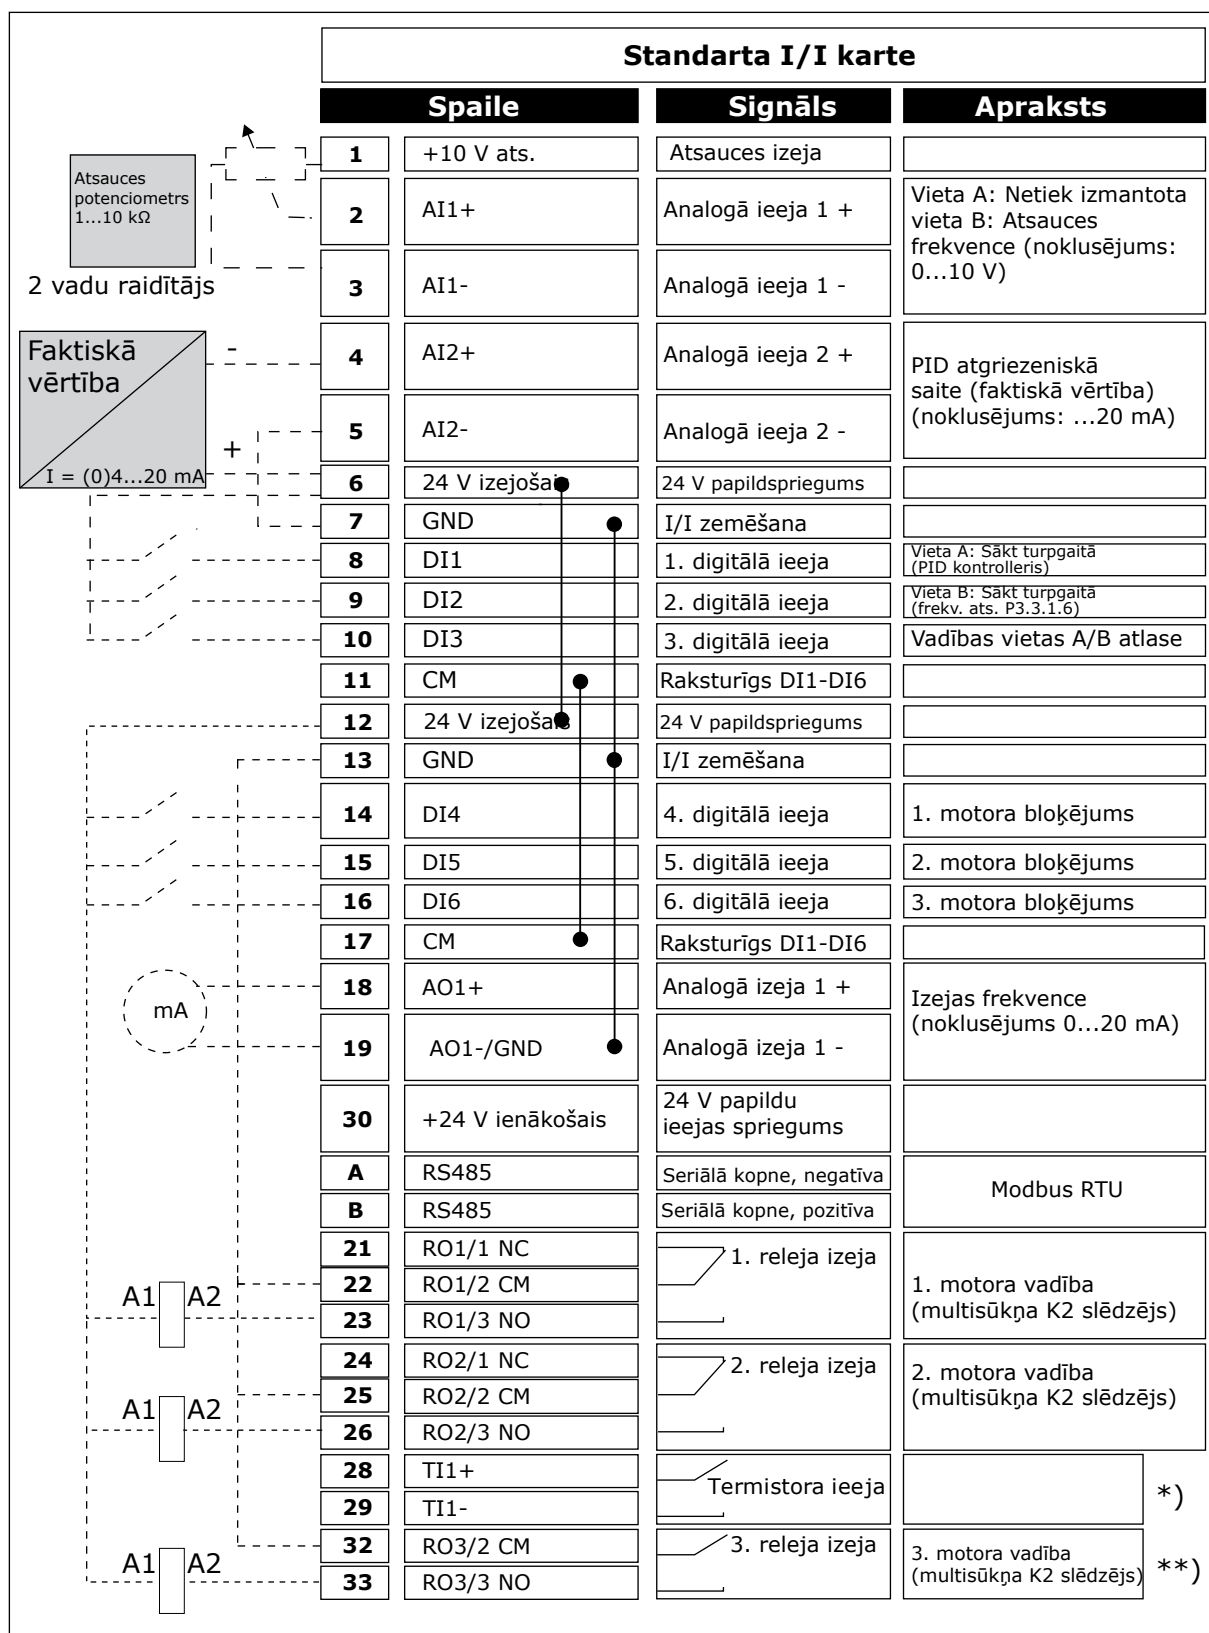 Standarta I/I karte
Spaile Signāls Apraksts
Atsauces
potenciometrs
1...10 kΩ
2 vadu raidītājs
Faktiskā
vērtība
-
+
I = (0)4...20 mA
1 +10 V ats. Atsauces izeja
2 AI1+ Analogā ieeja 1 +
3 AI1- Analogā ieeja 1 -
Vieta A: Netiek izmantota
vieta B: Atsauces
frekvence (noklusējums:
0...10 V)
4 AI2+ Analogā ieeja 2 +
5 AI2- Analogā ieeja 2 -
PID atgriezeniskā
saite (faktiskā vērtība)
(noklusējums: ...20 mA)
6 24 V izejošais 24 V papildspriegums
7 GND I/I zemēšana
8 DI1 1. digitālā ieeja
Vieta A: Sākt turpgaitā
(PID kontrolleris)
9 DI2 2. digitālā ieeja
Vieta B: Sākt turpgaitā
(frekv. ats. P3.3.1.6)
10 DI3 3. digitālā ieeja Vadības vietas A/B atlase
11 CM Raksturīgs DI1-DI6
12 24 V izejošais 24 V papildspriegums
13 GND I/I zemēšana
14 DI4 4. digitālā ieeja 1. motora bloķējums
15 DI5 5. digitālā ieeja 2. motora bloķējums
16 DI6 6. digitālā ieeja 3. motora bloķējums
17 CM Raksturīgs DI1-DI6
mA
18 AO1+ Analogā izeja 1 +
19 AO1-/GND Analogā izeja 1 -
Izejas frekvence
(noklusējums 0...20 mA)
30 +24 V ienākošais
24 V papildu
ieejas spriegums
A RS485 Seriālā kopne, negatīva
B RS485 Seriālā kopne, pozitīva
Modbus RTU
21 RO1/1 NC
22 RO1/2 CM
23 RO1/3 NO
A1 A2
1. releja izeja
1. motora vadība
(multisūkņa K2 slēdzējs)
24 RO2/1 NC
25 RO2/2 CM
26 RO2/3 NO
A1 A2
2. releja izeja
2. motora vadība
(multisūkņa K2 slēdzējs)
28 TI1+
29 TI1-
Termistora ieeja
*)
32 RO3/2 CM
33 RO3/3 NO
A1 A2
3. releja izeja
3. motora vadība
(multisūkņa K2 slēdzējs)
**)